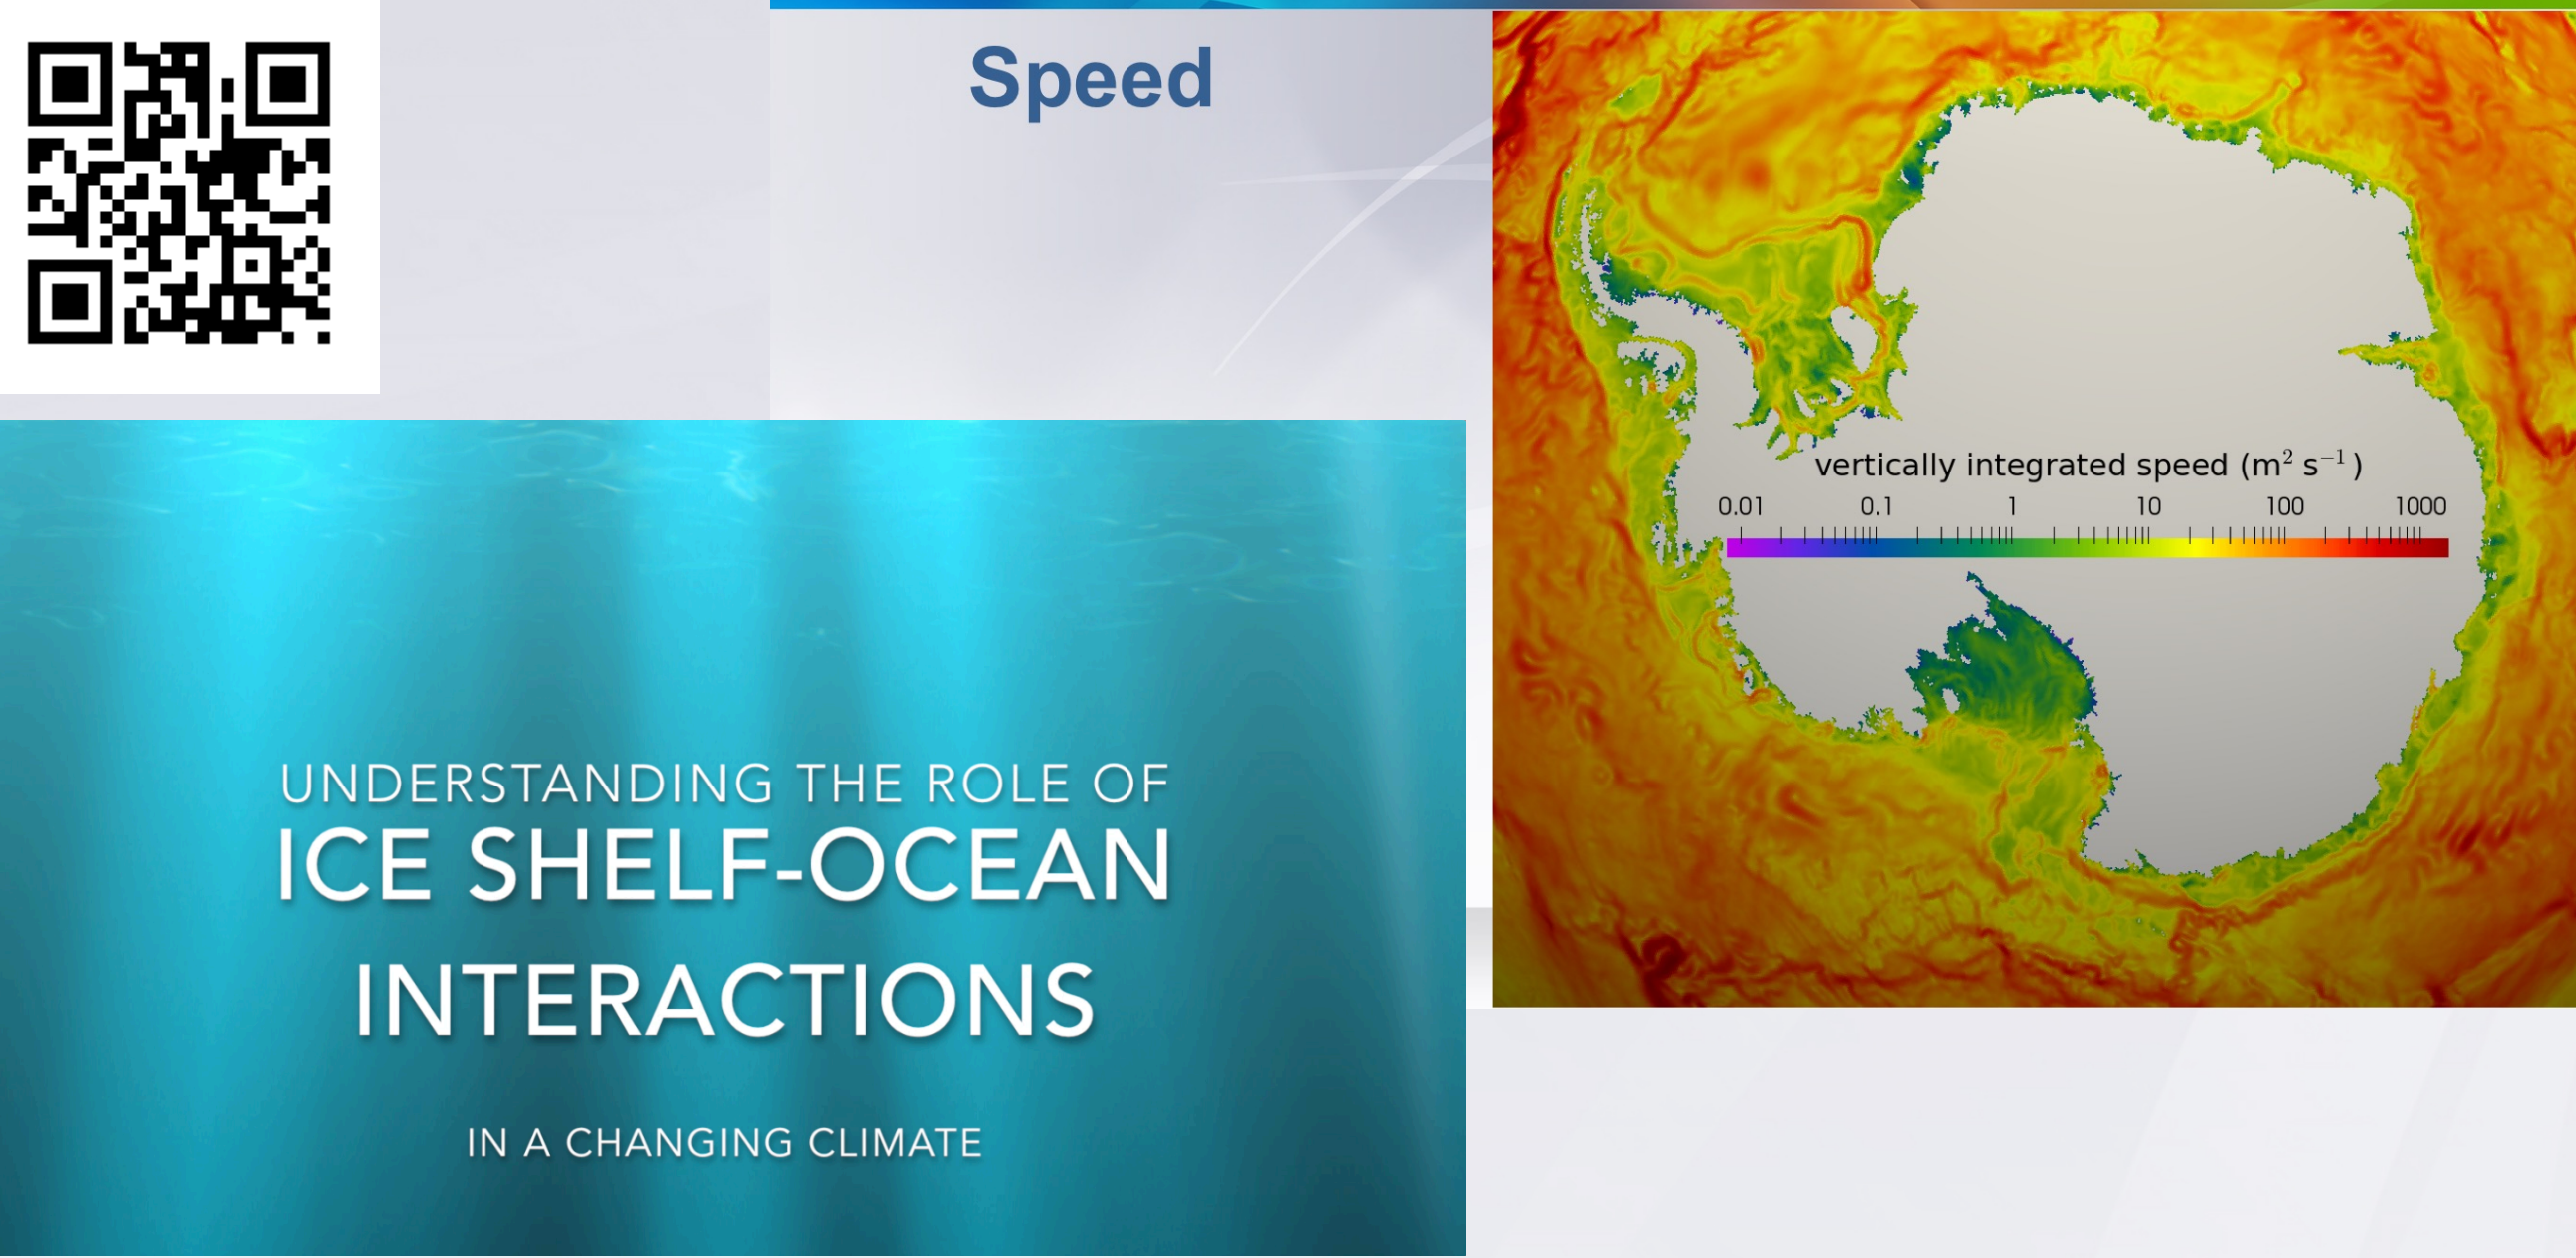 Speed
vertically integrated speed (m² s⁻¹)
0.01 0.1 1 10 100 1000
UNDERSTANDING THE ROLE OF
ICE SHELF-OCEAN
INTERACTIONS
IN A CHANGING CLIMATE